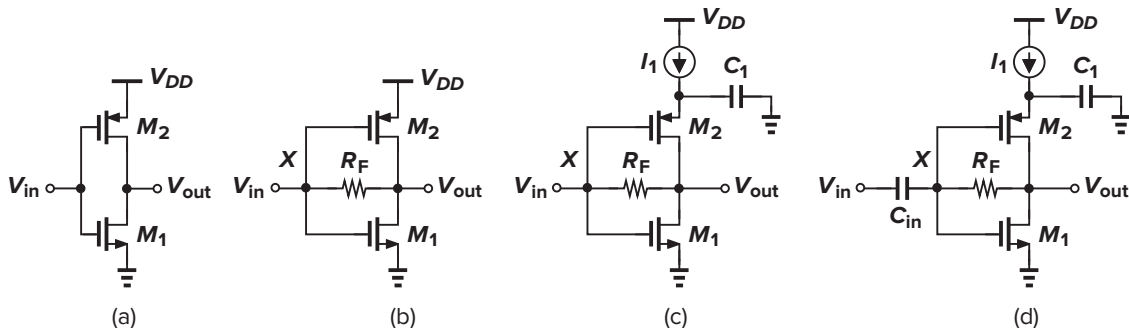 V_DD
M_2
V_in
V_out
M_1
(a)
V_DD
M_2
X
R_F
V_in
V_out
M_1
(b)
V_DD
I_1
C_1
M_2
X
R_F
V_in
V_out
M_1
(c)
V_DD
I_1
C_1
M_2
X
R_F
V_in
C_in
V_out
M_1
(d)